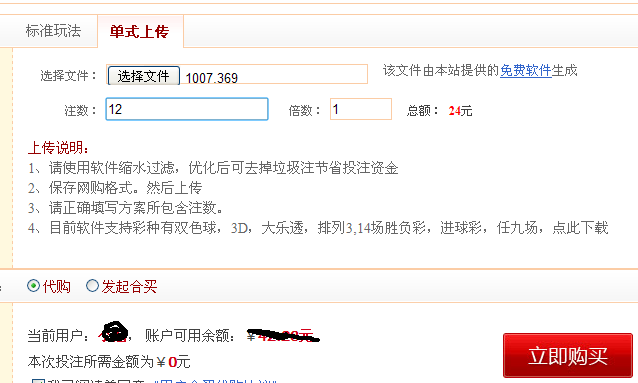 标准玩法 单式上传
选择文件： 选择文件 1007.369 该文件由本站提供的免费软件生成
注数： 12 倍数： 1 总额： 24元
上传说明：
1、请使用软件缩水过滤，优化后可去掉垃圾注节省投注资金
2、保存网购格式。然后上传
3、请正确填写方案所包含注数。
4、目前软件支持彩种有双色球，3D，大乐透，排列3,14场胜负彩，进球彩，任九场，点此下载
代购 发起合买
当前用户： ， 账户可用余额：￥
本次投注所需金额为￥0元
立即购买